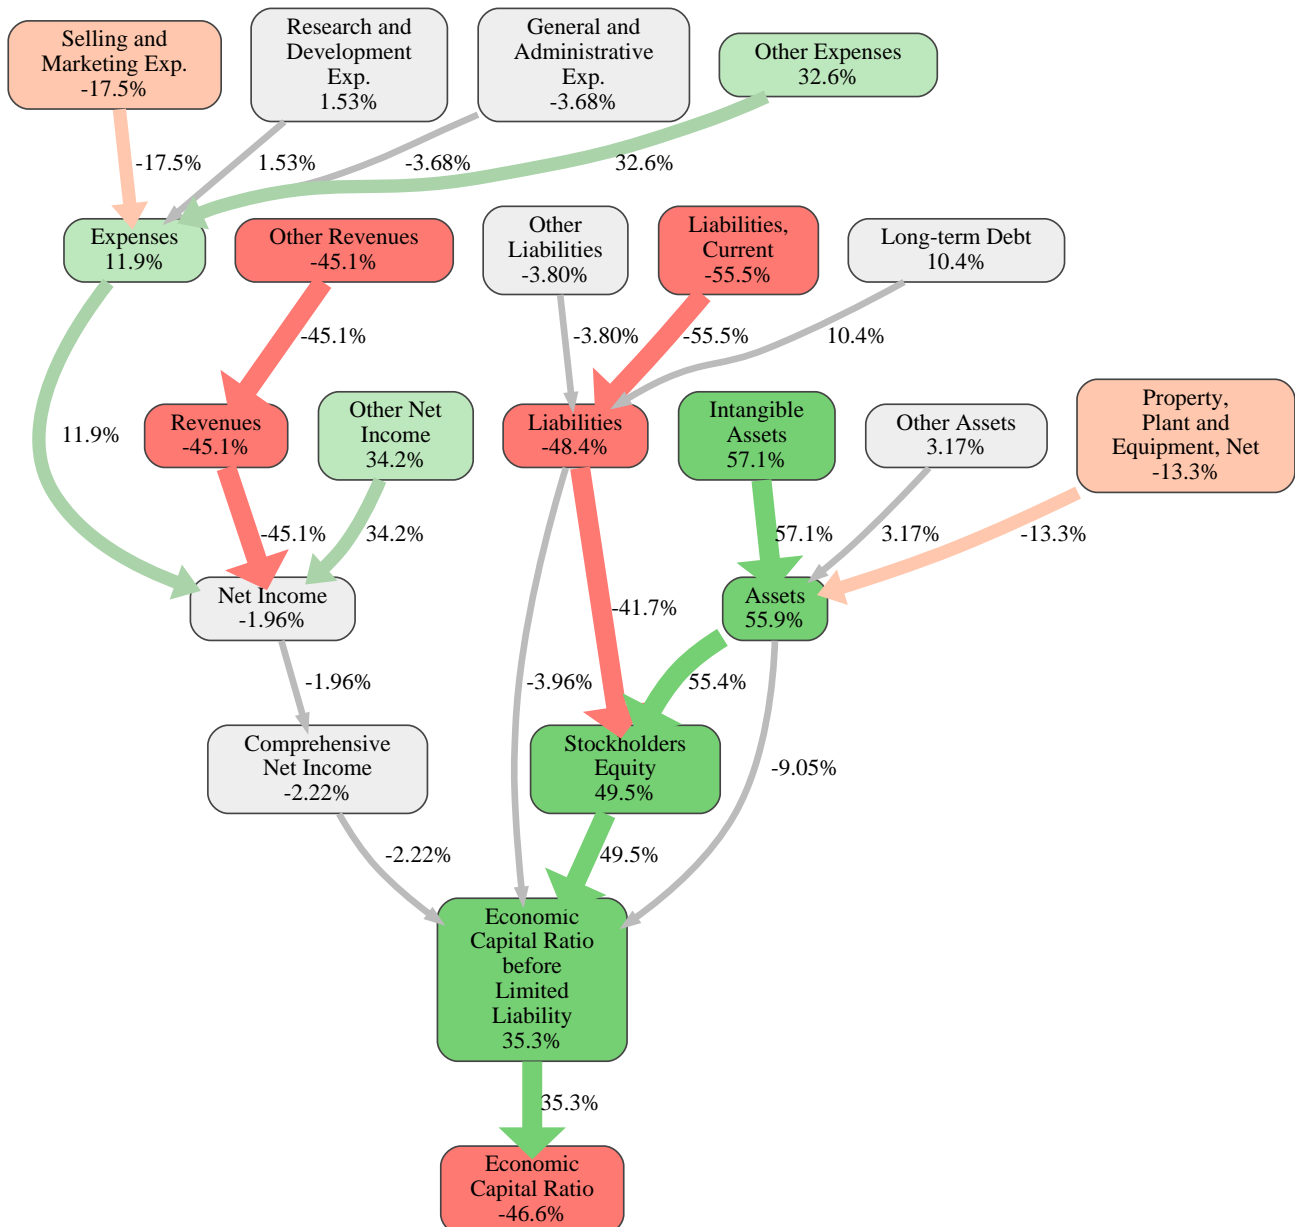 Selling and
Marketing Exp.
-17.5%
Research and
Development
Exp.
1.53%
General and
Administrative
Exp.
-3.68%
Other Expenses
32.6%
-17.5%
1.53%
-3.68%
32.6%
Expenses
11.9%
Other Revenues
-45.1%
Other
Liabilities
-3.80%
Liabilities,
Current
-55.5%
Long-term Debt
10.4%
-45.1%
-3.80%
-55.5%
10.4%
11.9%
Revenues
-45.1%
Other Net
Income
34.2%
Liabilities
-48.4%
Intangible
Assets
57.1%
Other Assets
3.17%
Property,
Plant and
Equipment, Net
-13.3%
-45.1%
34.2%
57.1%
3.17%
-13.3%
Net Income
-1.96%
-41.7%
Assets
55.9%
-1.96%
-3.96%
55.4%
Comprehensive
Net Income
-2.22%
Stockholders
Equity
49.5%
-9.05%
-2.22%
49.5%
Economic
Capital Ratio
before
Limited
Liability
35.3%
35.3%
Economic
Capital Ratio
-46.6%